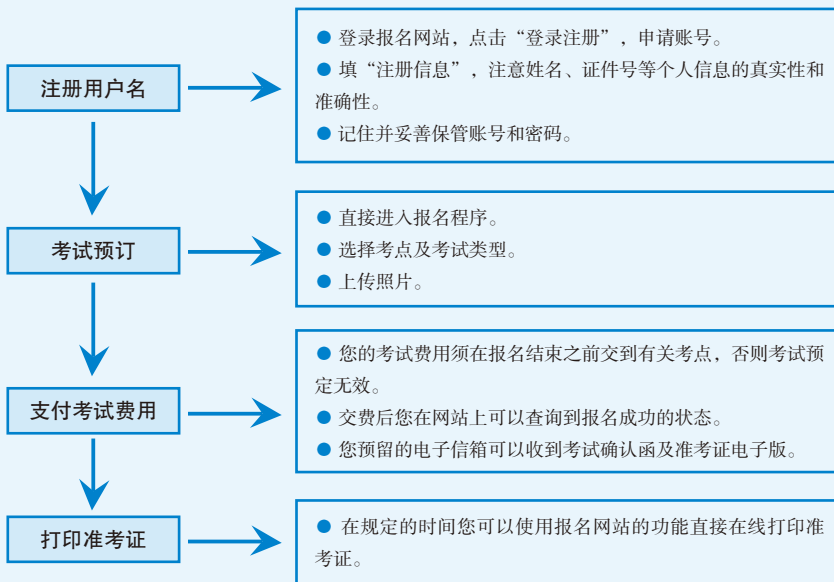 注册用户名
● 登录报名网站，点击“登录注册”，申请账号。
● 填“注册信息”，注意姓名、证件号等个人信息的真实性和
准确性。
● 记住并妥善保管账号和密码。
考试预订
● 直接进入报名程序。
● 选择考点及考试类型。
● 上传照片。
支付考试费用
● 您的考试费用须在报名结束之前交到有关考点，否则考试预
定无效。
● 交费后您在网站上可以查询到报名成功的状态。
● 您预留的电子信箱可以收到考试确认函及准考证电子版。
打印准考证
● 在规定的时间您可以使用报名网站的功能直接在线打印准
考证。